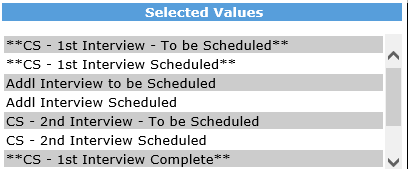 Selected Values
**CS - 1st Interview - To be Scheduled**
**CS - 1st Interview Scheduled**
Addl Interview to be Scheduled
Addl Interview Scheduled
CS - 2nd Interview - To be Scheduled
CS - 2nd Interview Scheduled
**CS - 1st Interview Complete**